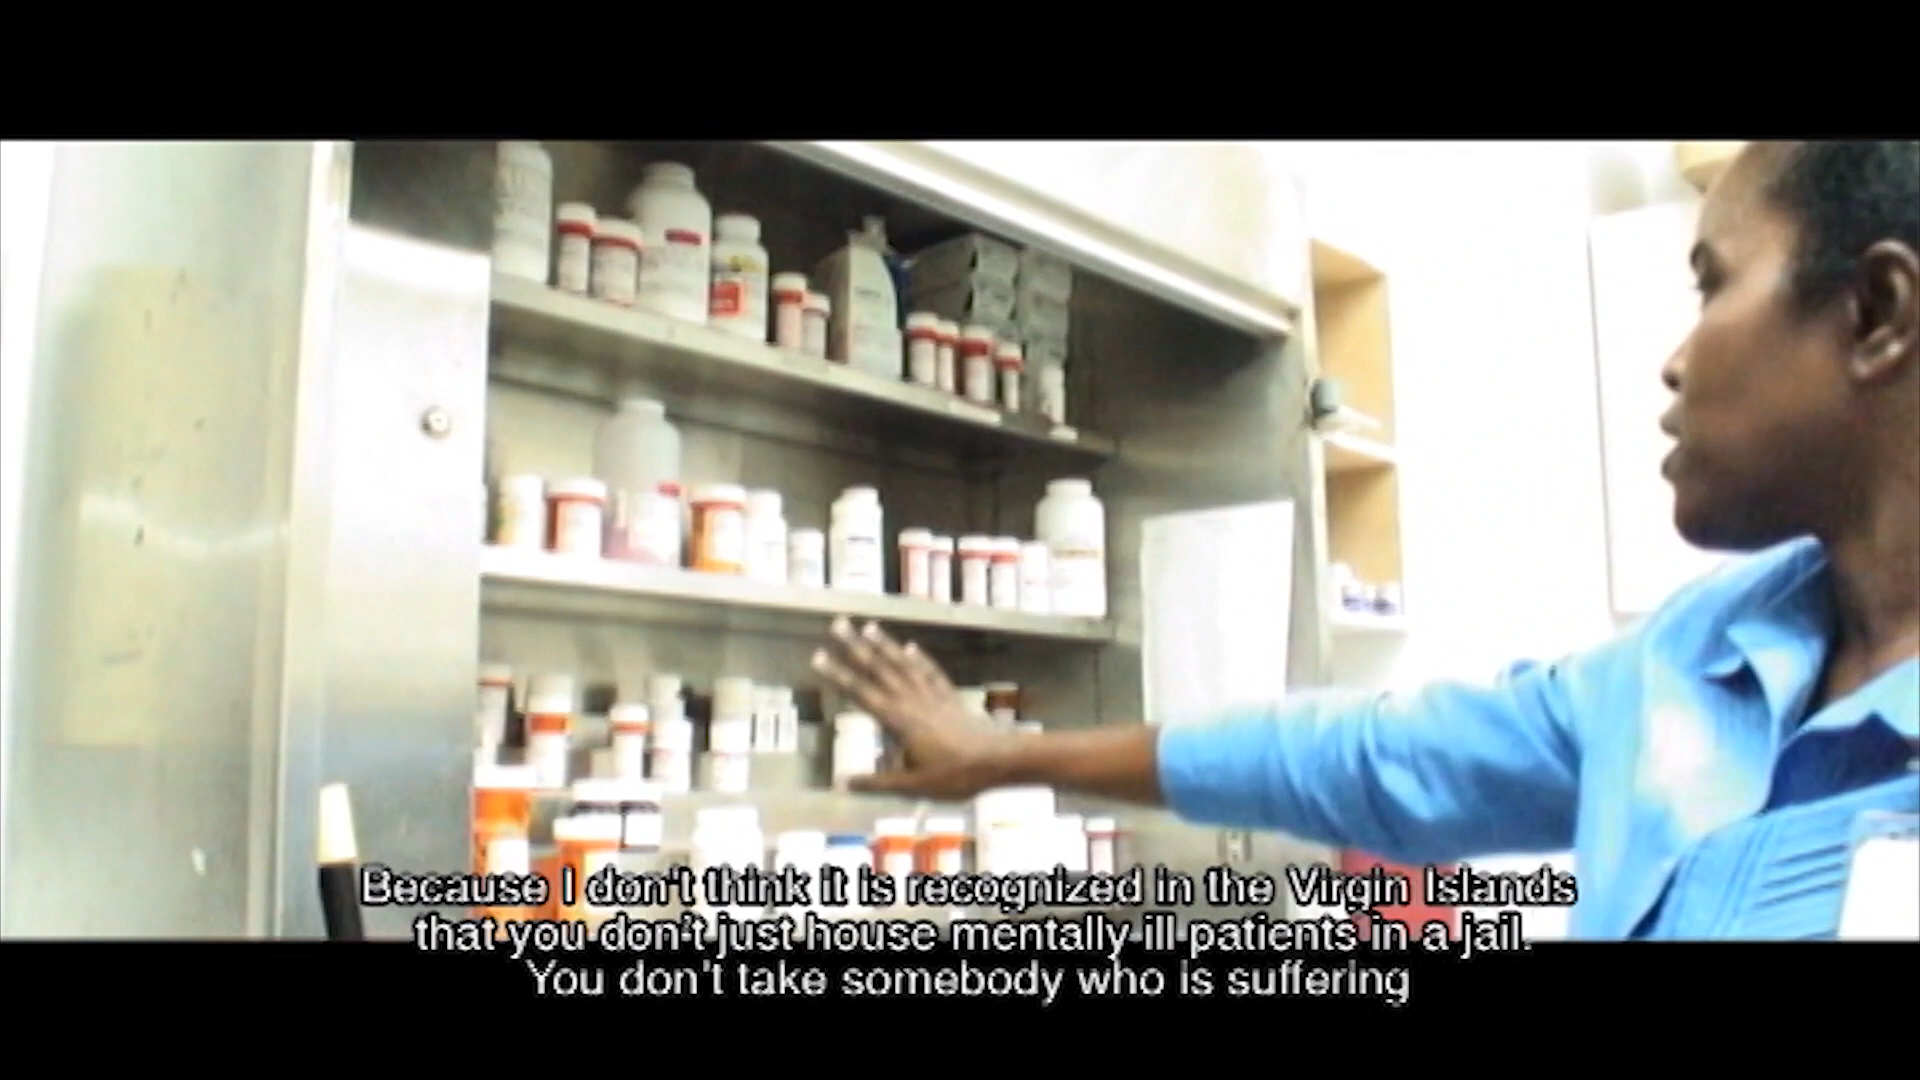 Because I don't think it is recognized in the Virgin Islands
that you don't just house mentally ill patients in a jail.
You don't take somebody who is suffering